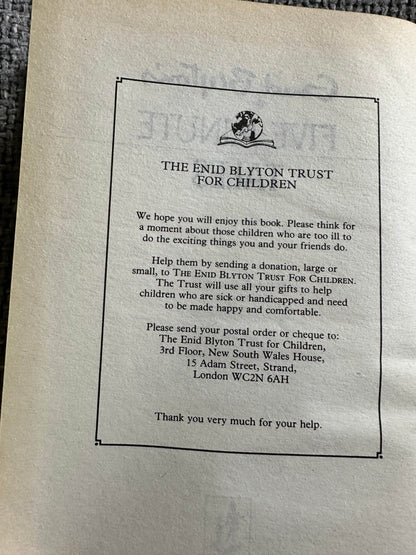 THE ENID BLYTON TRUST
FOR CHILDREN
We hope you will enjoy this book. Please think for
a moment about those children who are too ill to
do the exciting things you and your friends do.
Help them by sending a donation, large or
small, to THE ENID BLYTON TRUST FOR CHILDREN.
The Trust will use all your gifts to help
children who are sick or handicapped and need
to be made happy and comfortable.
Please send your postal order or cheque to:
The Enid Blyton Trust for Children,
3rd Floor, New South Wales House,
15 Adam Street, Strand,
London WC2N 6AH
Thank you very much for your help.